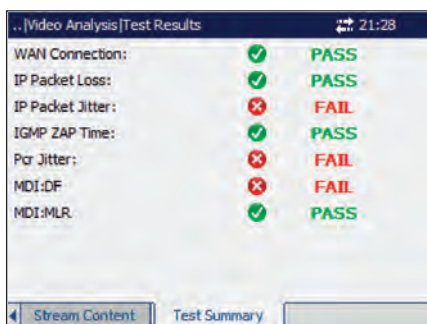 ..|Video Analysis|Test Results 21:28
WAN Connection: PASS
IP Packet Loss: PASS
IP Packet Jitter: FAIL
IGMP ZAP Time: PASS
Pcr Jitter: FAIL
MDI:DF FAIL
MDI:MLR PASS
Stream Content Test Summary